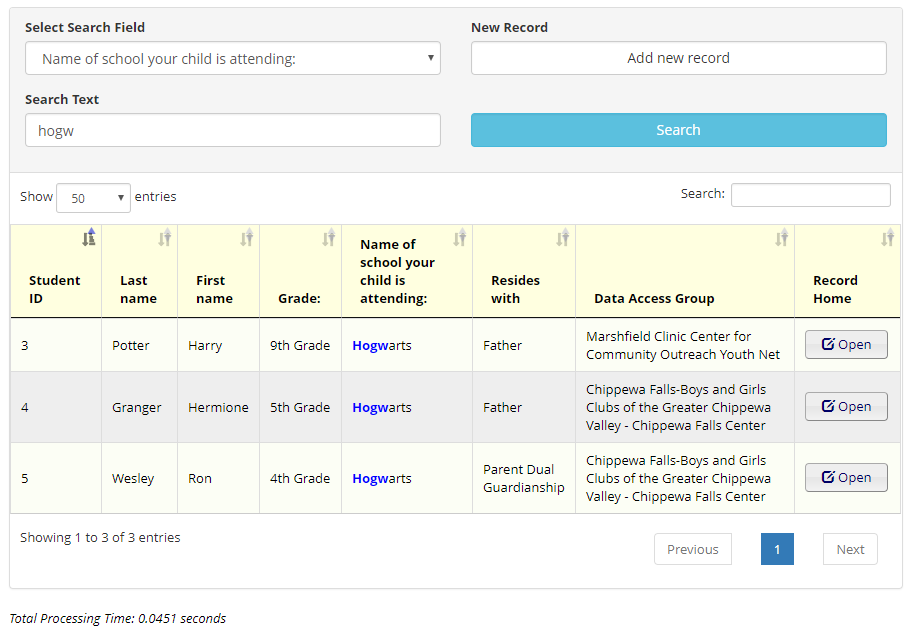 Select Search Field
New Record
Name of school your child is attending:
Add new record
Search Text
hogw
Search
Show 50 entries
Search:
Student ID
Last name
First name
Grade:
Name of school your child is attending:
Resides with
Data Access Group
Record Home
3 Potter Harry 9th Grade Hogwarts Father Marshfield Clinic Center for Community Outreach Youth Net Open
4 Granger Hermione 5th Grade Hogwarts Father Chippewa Falls-Boys and Girls Clubs of the Greater Chippewa Valley - Chippewa Falls Center Open
5 Wesley Ron 4th Grade Hogwarts Parent Dual Guardianship Chippewa Falls-Boys and Girls Clubs of the Greater Chippewa Valley - Chippewa Falls Center Open
Showing 1 to 3 of 3 entries
Previous 1 Next
Total Processing Time: 0.0451 seconds